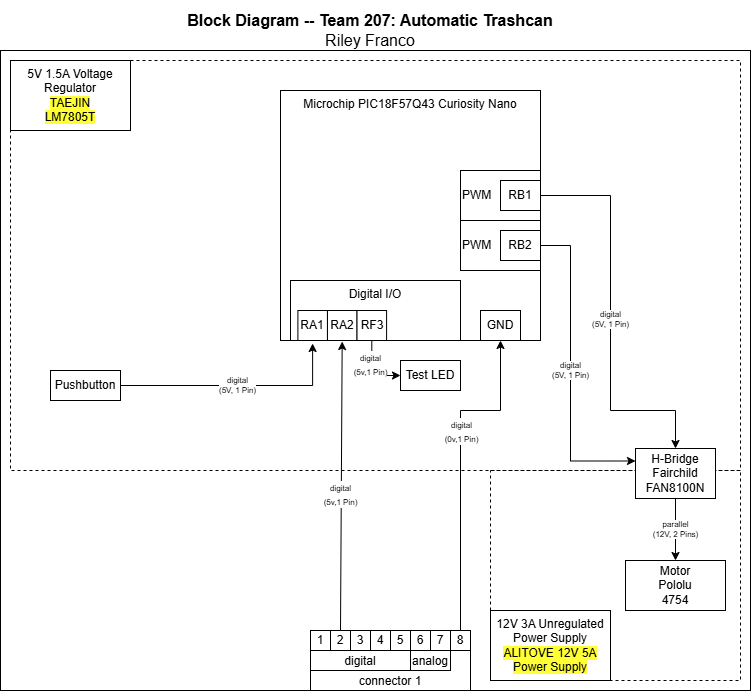 Block Diagram -- Team 207: Automatic Trashcan
Riley Franco
5V 1.5A Voltage
Regulator
TAEJIN
LM7805T
Microchip PIC18F57Q43 Curiosity Nano
PWM
RB1
PWM
RB2
Digital I/O
RA1
RA2
RF3
GND
digital
(5V, 1 Pin)
digital
(5v,1 Pin)
Test LED
digital
(5V, 1 Pin)
Pushbutton
digital
(5V, 1 Pin)
digital
(0v,1 Pin)
H-Bridge
Fairchild
FAN8100N
digital
(5v,1 Pin)
parallel
(12V, 2 Pins)
Motor
Pololu
4754
12V 3A Unregulated
Power Supply
ALITOVE 12V 5A
Power Supply
1 2 3 4 5 6 7 8
digital
analog
connector 1